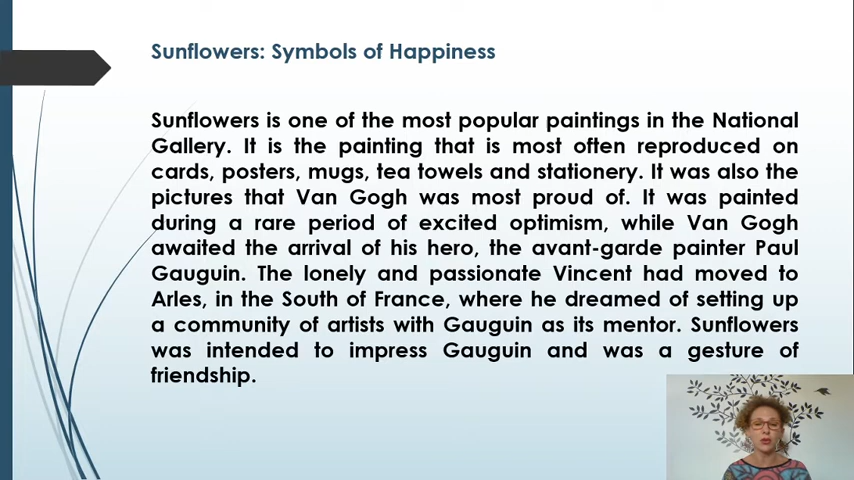 Sunflowers: Symbols of Happiness
Sunflowers is one of the most popular paintings in the National
Gallery. It is the painting that is most often reproduced on
cards, posters, mugs, tea towels and stationery. It was also the
pictures that Van Gogh was most proud of. It was painted
during a rare period of excited optimism, while Van Gogh
awaited the arrival of his hero, the avant-garde painter Paul
Gauguin. The lonely and passionate Vincent had moved to
Arles, in the South of France, where he dreamed of setting up
a community of artists with Gauguin as its mentor. Sunflowers
was intended to impress Gauguin and was a gesture of
friendship.